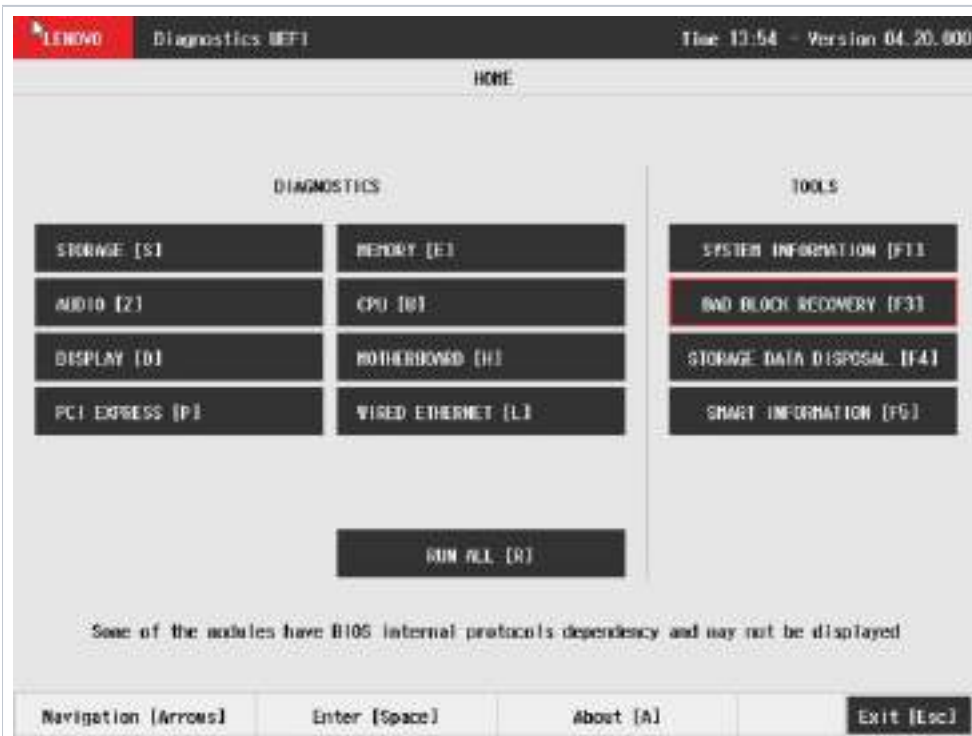 LENOVO Diagnostics UEFI Time 13:54 - Version 04.20.000
HOME
DIAGNOSTICS
TOOLS
STORAGE [S]
MEMORY [E]
SYSTEM INFORMATION [F1]
AUDIO [Z]
CPU [U]
BAD BLOCK RECOVERY [F3]
DISPLAY [D]
MOTHERBOARD [H]
STORAGE DATA DISPOSAL [F4]
PCI EXPRESS [P]
WIRED ETHERNET [L]
SMART INFORMATION [F5]
RUN ALL [R]
Some of the modules have BIOS internal protocols dependency and may not be displayed
Navigation [Arrows] Enter [Space] About [A] Exit [Esc]